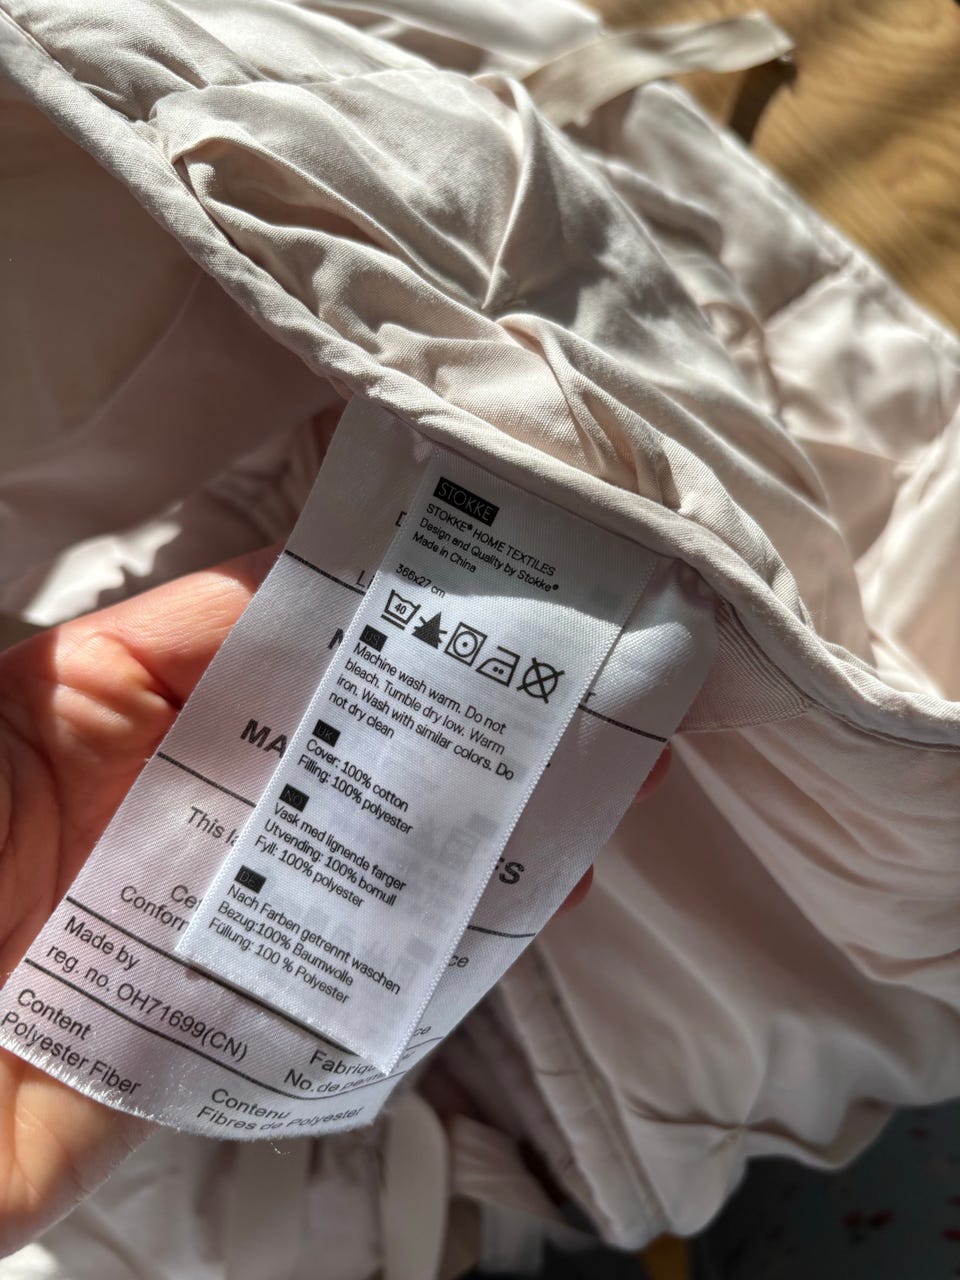 STOKKE
STOKKE® HOME TEXTILES
Design and Quality by Stokke®
Made in China
366x27 cm
40
US
Machine wash warm. Do not
bleach. Tumble dry low. Warm
iron. Wash with similar colors. Do
not dry clean
UK
Cover: 100% cotton
Filling: 100% polyester
NO
Vask med lignende farger
Utvending: 100% bomull
Fyll: 100% polyester
DE
Nach Farben getrennt waschen
Bezug:100% Baumwolle
Füllung: 100 % Polyester
MA
This
Made by
reg. no. OH71699(CN)
Content
Polyester Fiber
No. de
Contenu
Fibres de Polyester